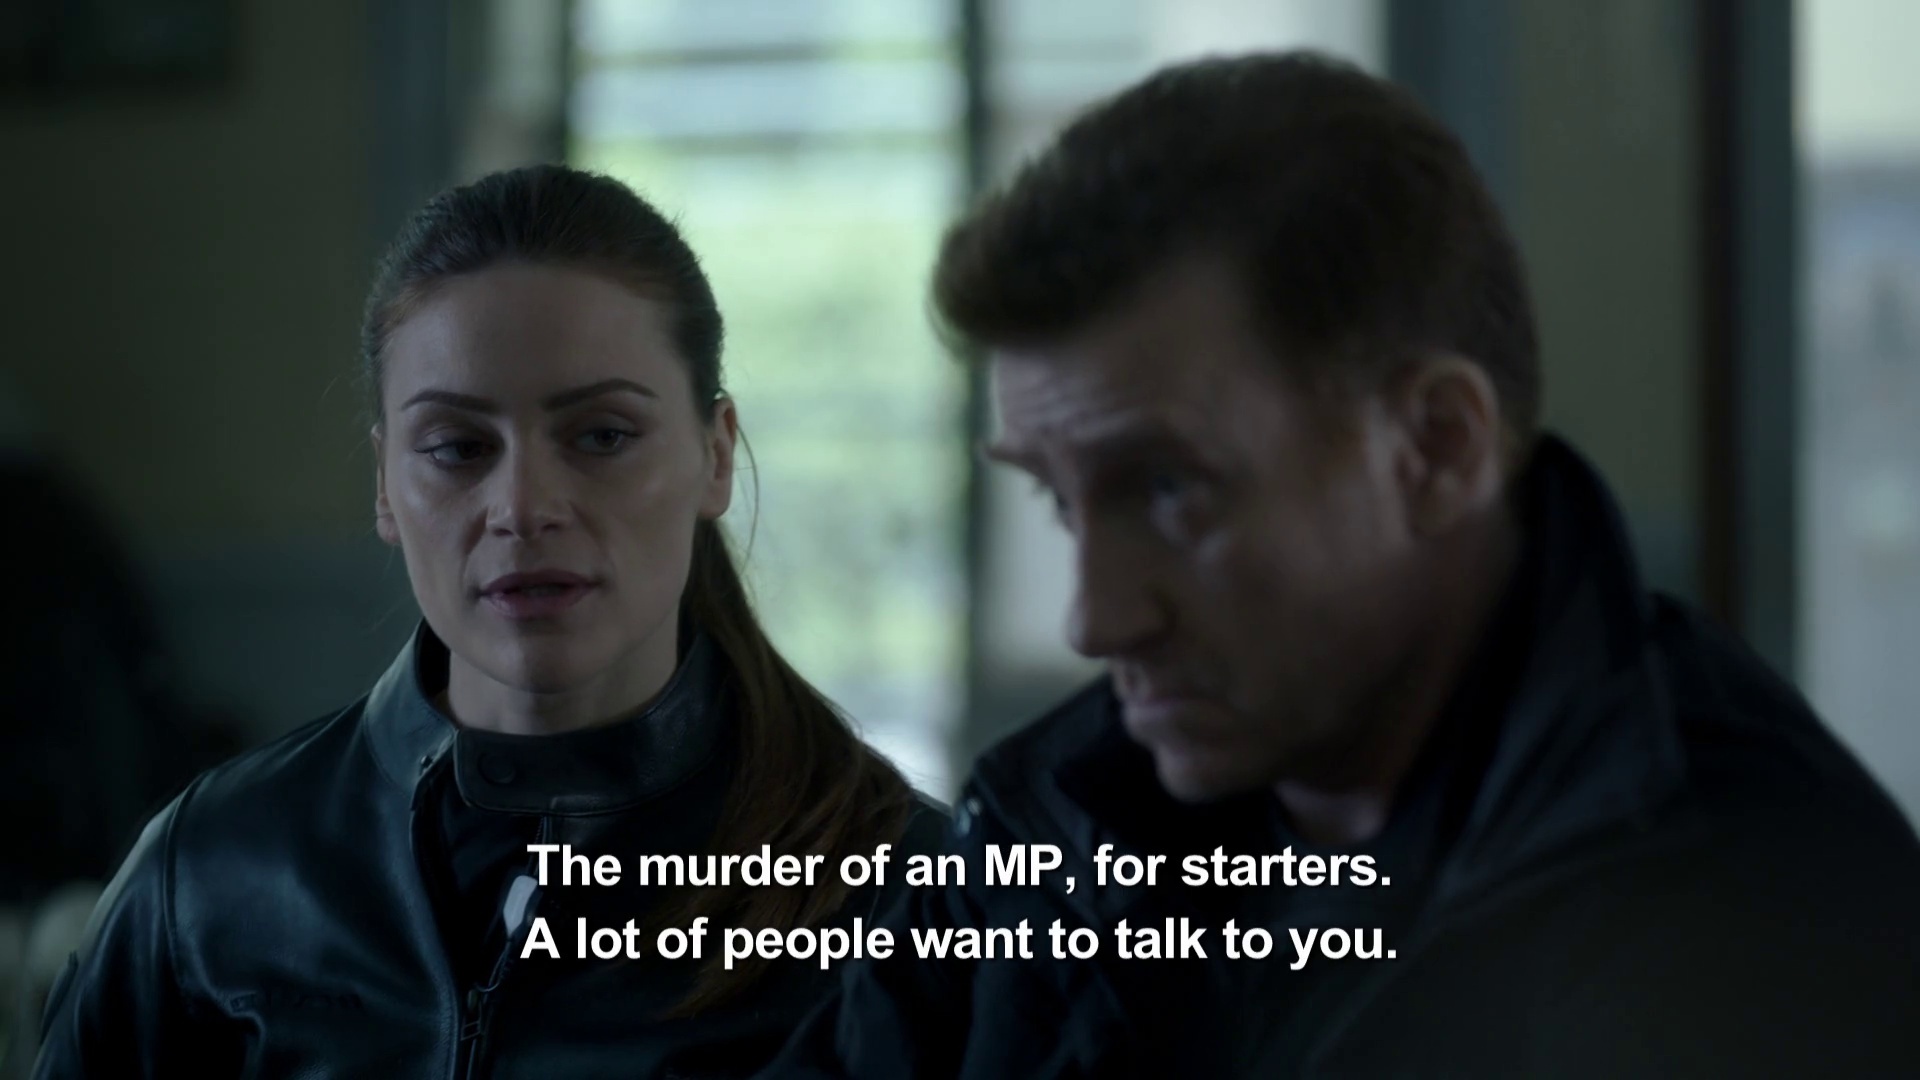 The murder of an MP, for starters.
A lot of people want to talk to you.